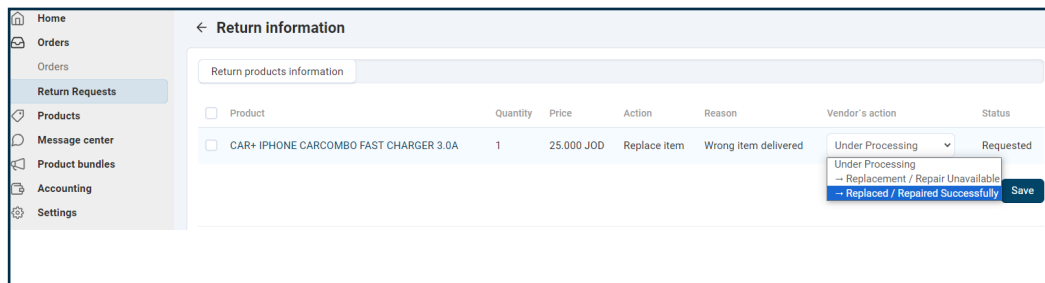 Home
← Return information
Orders
Orders
Return products information
Return Requests
Products
Product Quantity Price Action Reason Vendor`s action Status
Message center
CAR+ IPHONE CARCOMBO FAST CHARGER 3.0A 1 25.000 JOD Replace item Wrong item delivered Under Processing Requested
Product bundles
Under Processing
→ Replacement / Repair Unavailable
Accounting
→ Replaced / Repaired Successfully
Save
Settings